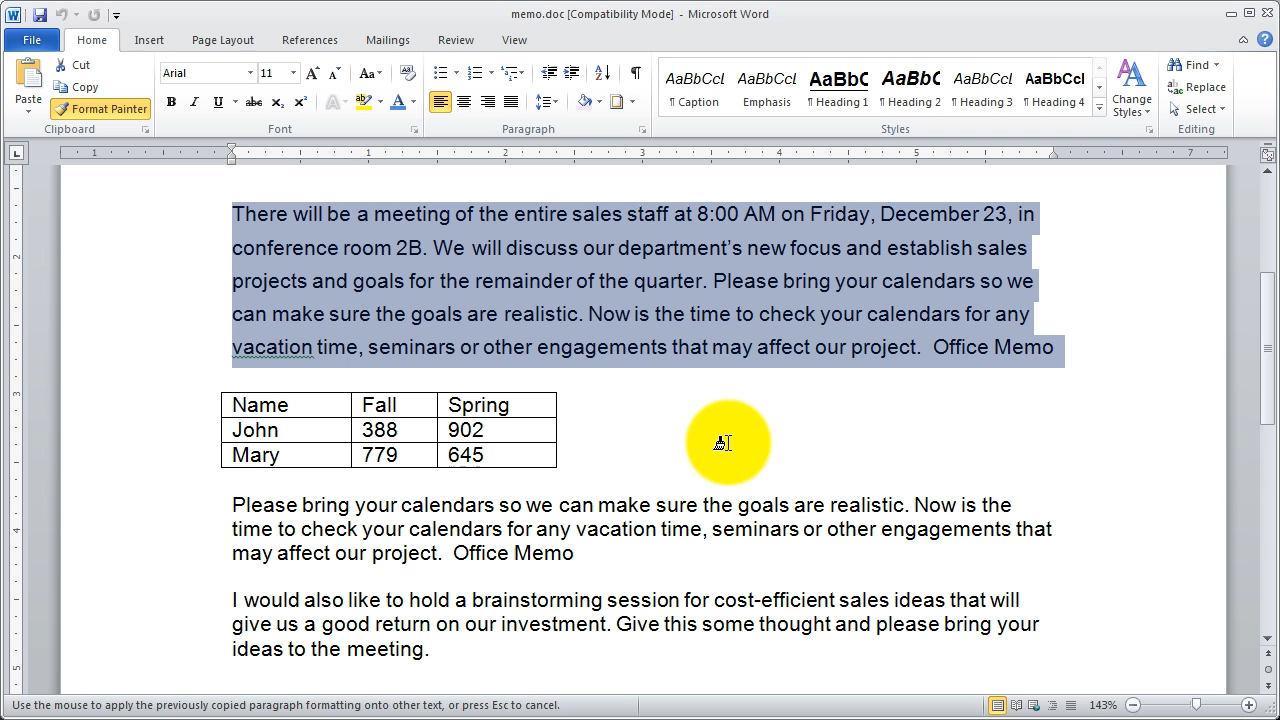 memo.doc [Compatibility Mode] - Microsoft Word
File Home Insert Page Layout References Mailings Review View
Paste
Cut
Copy
Format Painter
Clipboard
Arial 11
Font
Paragraph
AaBbCcl AaBbCcl AaBbC AaBbC AaBbCcl AaBbCcl
¶ Caption Emphasis ¶ Heading 1 ¶ Heading 2 ¶ Heading 3 ¶ Heading 4
Change Styles
Styles
Find
Replace
Select
Editing
1 1 2 3 4 5 7
There will be a meeting of the entire sales staff at 8:00 AM on Friday, December 23, in
conference room 2B. We will discuss our department’s new focus and establish sales
projects and goals for the remainder of the quarter. Please bring your calendars so we
can make sure the goals are realistic. Now is the time to check your calendars for any
vacation time, seminars or other engagements that may affect our project. Office Memo
Name Fall Spring
John 388 902
Mary 779 645
Please bring your calendars so we can make sure the goals are realistic. Now is the
time to check your calendars for any vacation time, seminars or other engagements that
may affect our project. Office Memo
I would also like to hold a brainstorming session for cost-efficient sales ideas that will
give us a good return on our investment. Give this some thought and please bring your
ideas to the meeting.
Use the mouse to apply the previously copied paragraph formatting onto other text, or press Esc to cancel.
143%